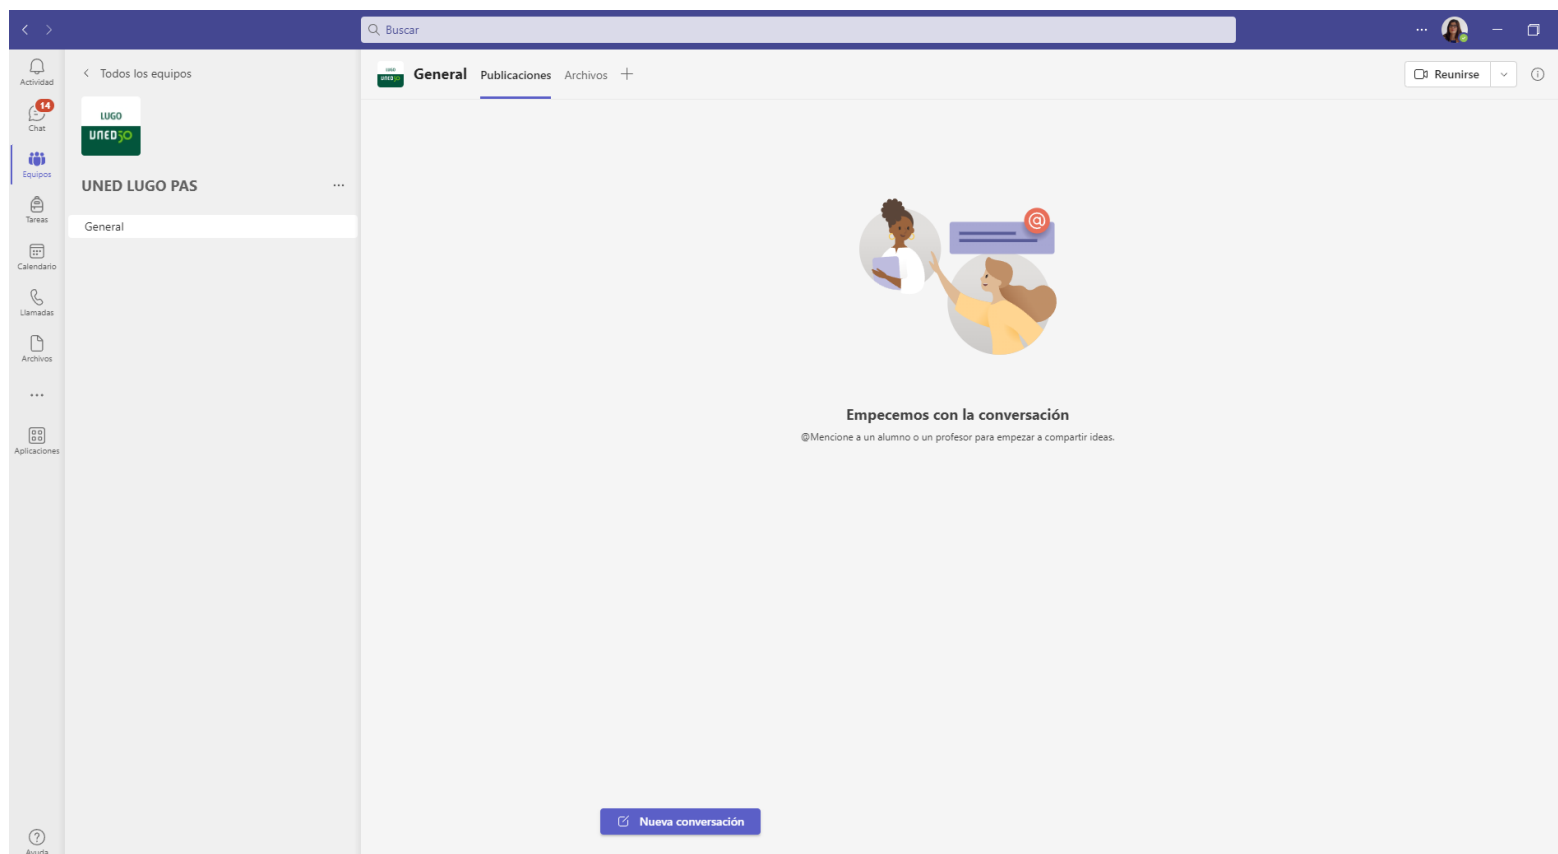 Buscar
Actividad
14
Chat
Equipos
Tareas
Calendario
Llamadas
Archivos
Aplicaciones
Ayuda
Todos los equipos
LUGO
UNED50
UNED LUGO PAS
General
LUGO
UNED50
General Publicaciones Archivos
Reunirse
@
Empecemos con la conversación
@Mencione a un alumno o un profesor para empezar a compartir ideas.
Nueva conversación